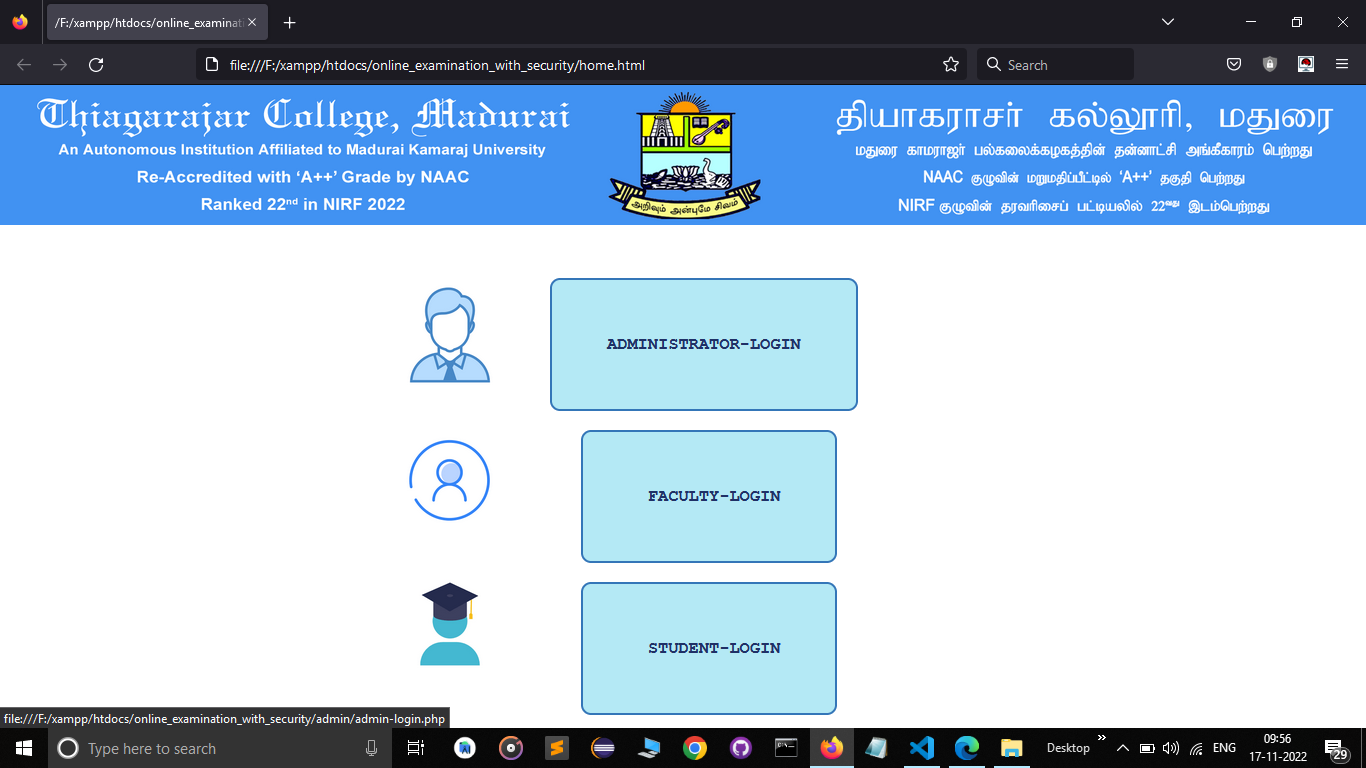 /F:/xampp/htdocs/online_examinati
file:///F:/xampp/htdocs/online_examination_with_security/home.html
Search
Thiagarajar College, Madurai
An Autonomous Institution Affiliated to Madurai Kamaraj University
Re-Accredited with ‘A++’ Grade by NAAC
Ranked 22nd in NIRF 2022
அறிவும் அன்புமே சிவம்
தியாகராசர் கல்லூரி, மதுரை
மதுரை காமராஜர் பல்கலைக்கழகத்தின் தன்னாட்சி அங்கீகாரம் பெற்றது
NAAC குழுவின் மறுமதிப்பீட்டில் ‘A++’ தகுதி பெற்றது
NIRF குழுவின் தரவரிசைப் பட்டியலில் 22வது இடம்பெற்றது
ADMINISTRATOR-LOGIN
FACULTY-LOGIN
STUDENT-LOGIN
file:///F:/xampp/htdocs/online_examination_with_security/admin/admin-login.php
Type here to search
Desktop
ENG
09:56
17-11-2022
29